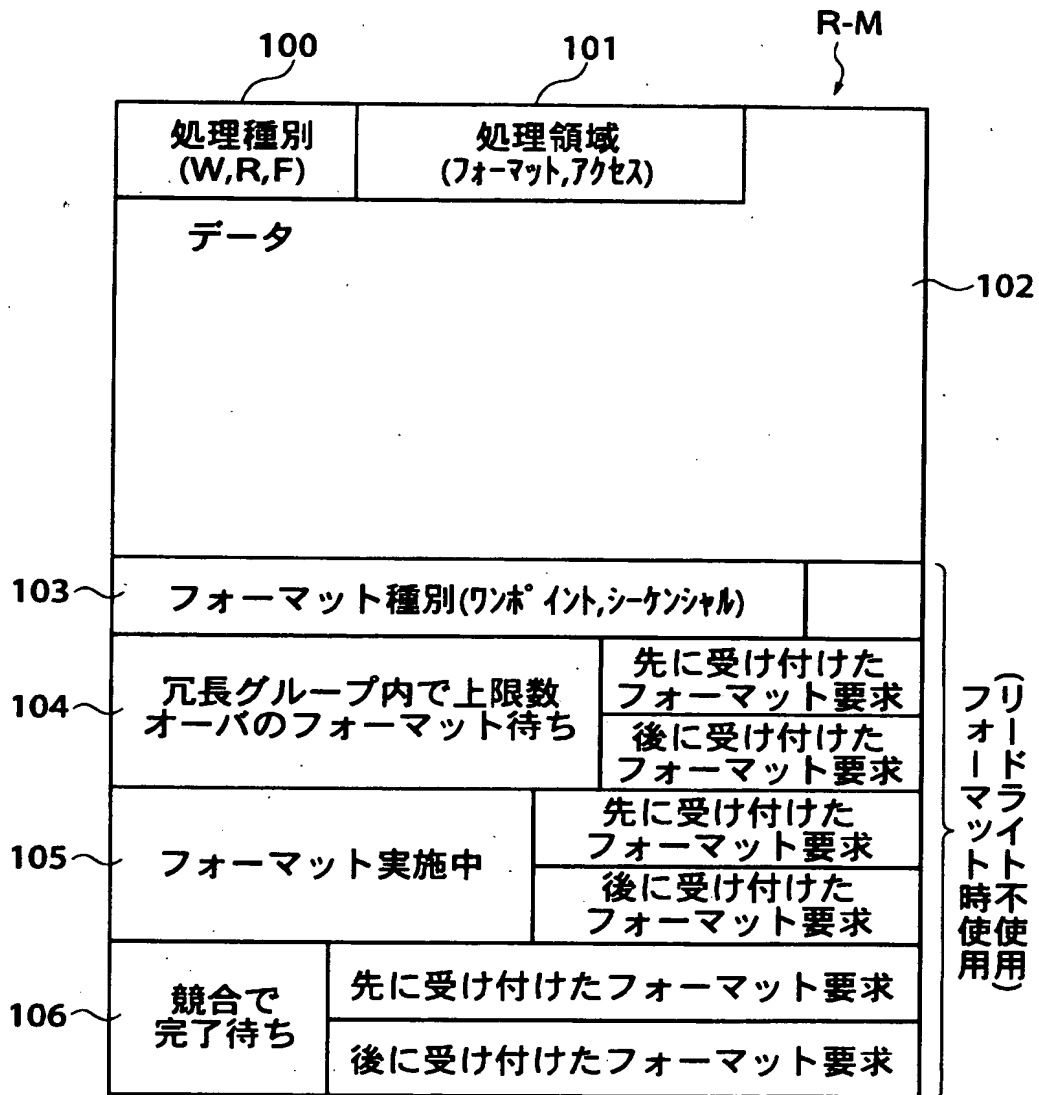 R-M
100
101
処理種別
(W,R,F)
処理領域
(フォーマット,アクセス)
データ
102
103
フォーマット種別(ワンポイント,シーケンシャル)
104
冗長グループ内で上限数
オーバのフォーマット待ち
先に受け付けた
フォーマット要求
後に受け付けた
フォーマット要求
105
フォーマット実施中
先に受け付けた
フォーマット要求
後に受け付けた
フォーマット要求
106
競合で
完了待ち
先に受け付けたフォーマット要求
後に受け付けたフォーマット要求
フォーマット時使用
(リードライト不使用)